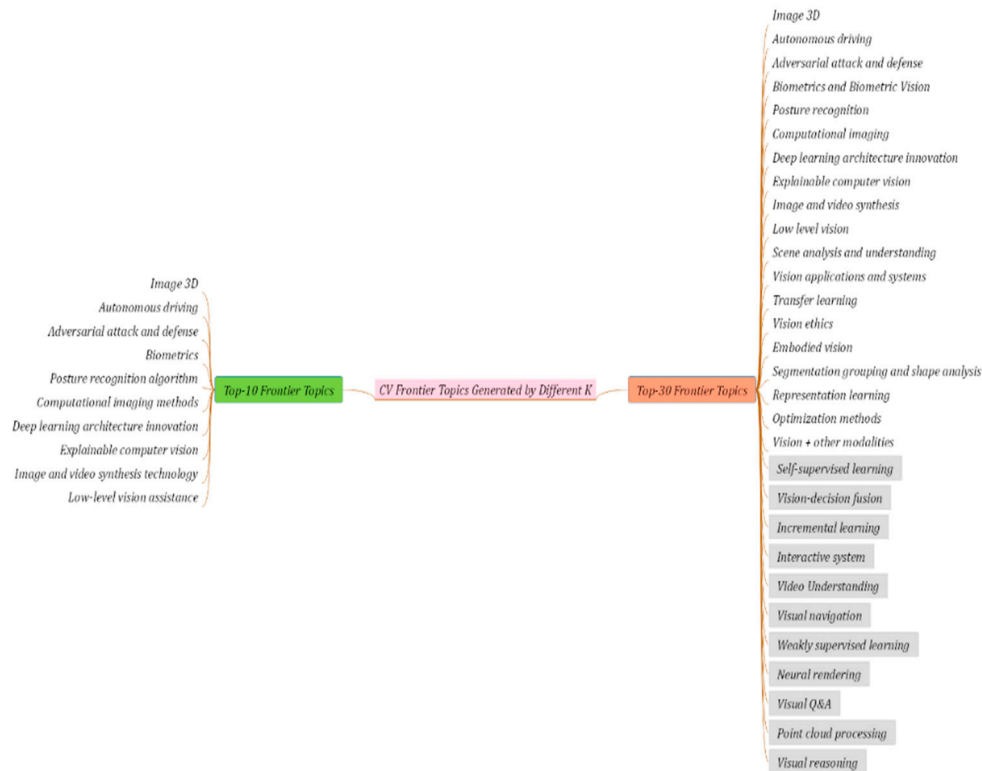 Image 3D
Autonomous driving
Adversarial attack and defense
Biometrics
Posture recognition algorithm
Computational imaging methods
Deep learning architecture innovation
Explainable computer vision
Image and video synthesis technology
Low-level vision assistance
Top-10 Frontier Topics
CV Frontier Topics Generated by Different K
Top-30 Frontier Topics
Image 3D
Autonomous driving
Adversarial attack and defense
Biometrics and Biometric Vision
Posture recognition
Computational imaging
Deep learning architecture innovation
Explainable computer vision
Image and video synthesis
Low level vision
Scene analysis and understanding
Vision applications and systems
Transfer learning
Vision ethics
Embodied vision
Segmentation grouping and shape analysis
Representation learning
Optimization methods
Vision + other modalities
Self-supervised learning
Vision-decision fusion
Incremental learning
Interactive system
Video Understanding
Visual navigation
Weakly supervised learning
Neural rendering
Visual Q&A
Point cloud processing
Visual reasoning